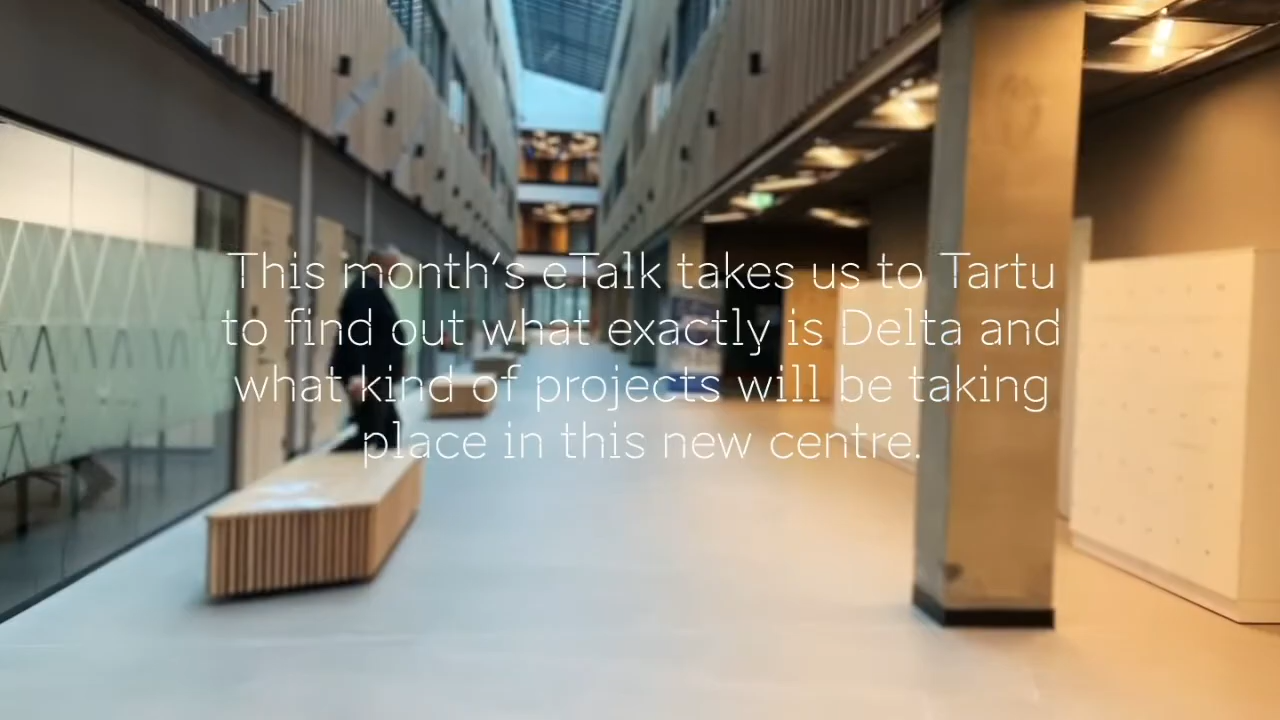 This month's eTalk takes us to Tartu
to find out what exactly is Delta and
what kind of projects will be taking
place in this new centre.